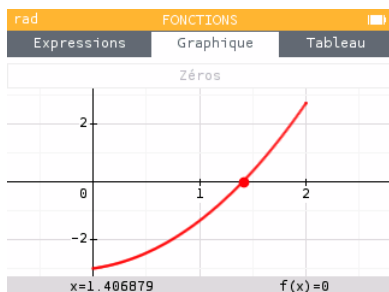 rad FONCTIONS
Expressions Graphique Tableau
Zéros
2
0 1 2
-2
x=1.406879 f(x)=0